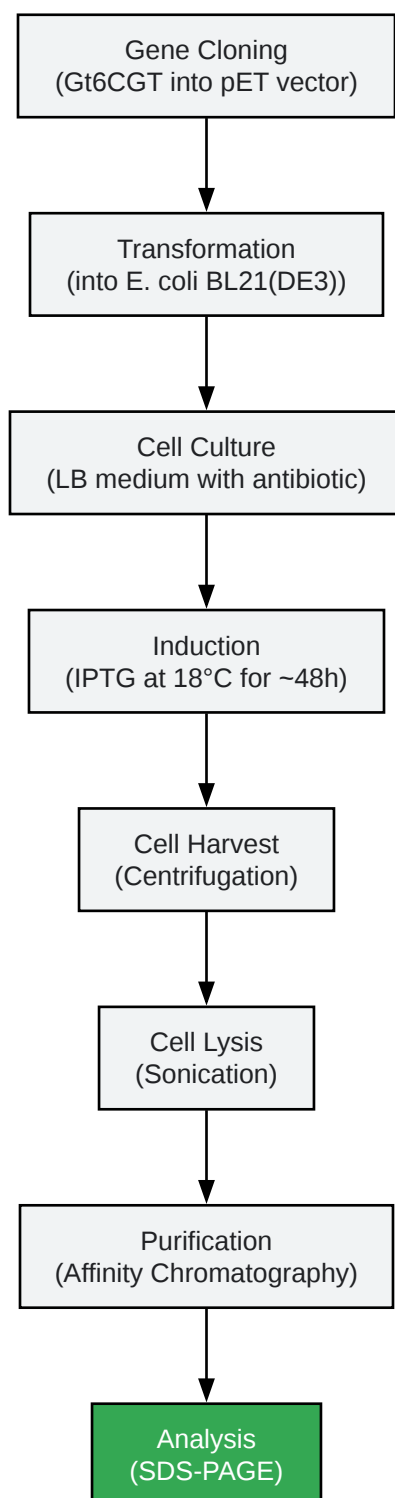 Gene Cloning
(Gt6CGT into pET vector)
Transformation
(into E. coli BL21(DE3))
Cell Culture
(LB medium with antibiotic)
Induction
(IPTG at 18°C for ~48h)
Cell Harvest
(Centrifugation)
Cell Lysis
(Sonication)
Purification
(Affinity Chromatography)
Analysis
(SDS-PAGE)